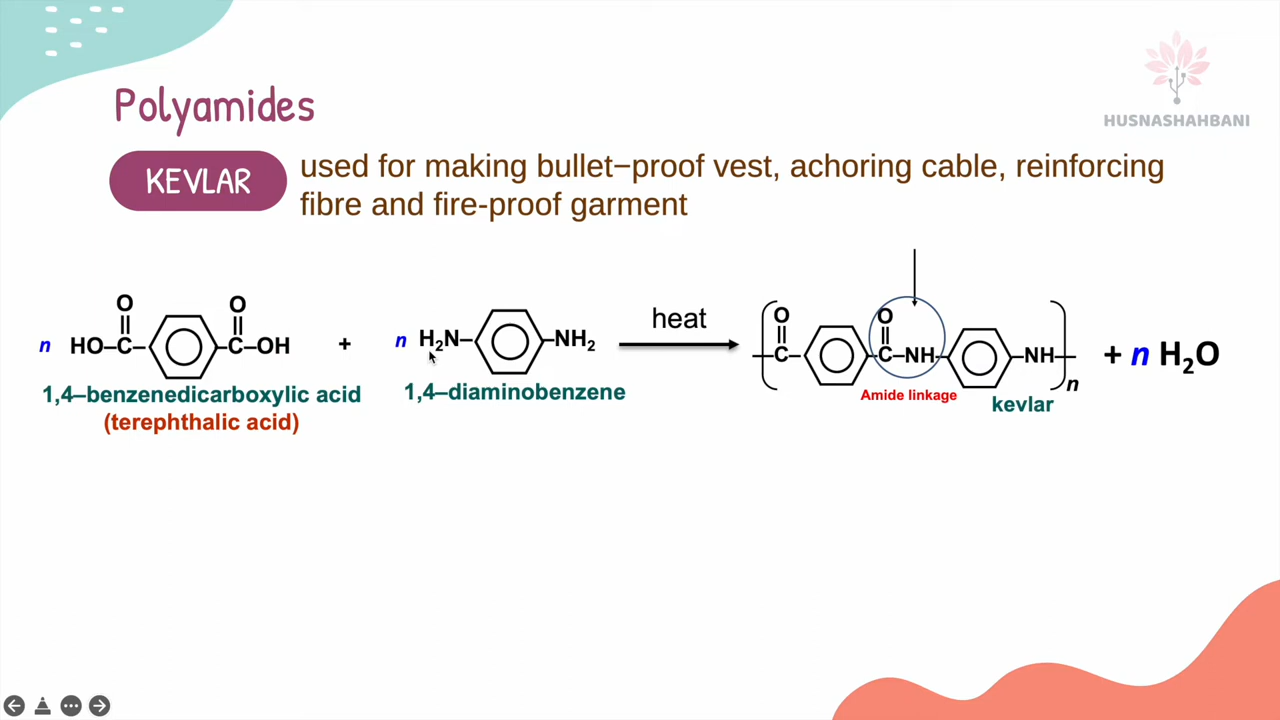 HUSNASHAHBANI
Polyamides
KEVLAR
used for making bullet−proof vest, achoring cable, reinforcing
fibre and fire-proof garment
n HO–C C–OH + n H₂N– –NH₂ heat C C–NH –NH n + n H₂O
O O O O
1,4–benzenedicarboxylic acid
(terephthalic acid)
1,4–diaminobenzene
Amide linkage
kevlar